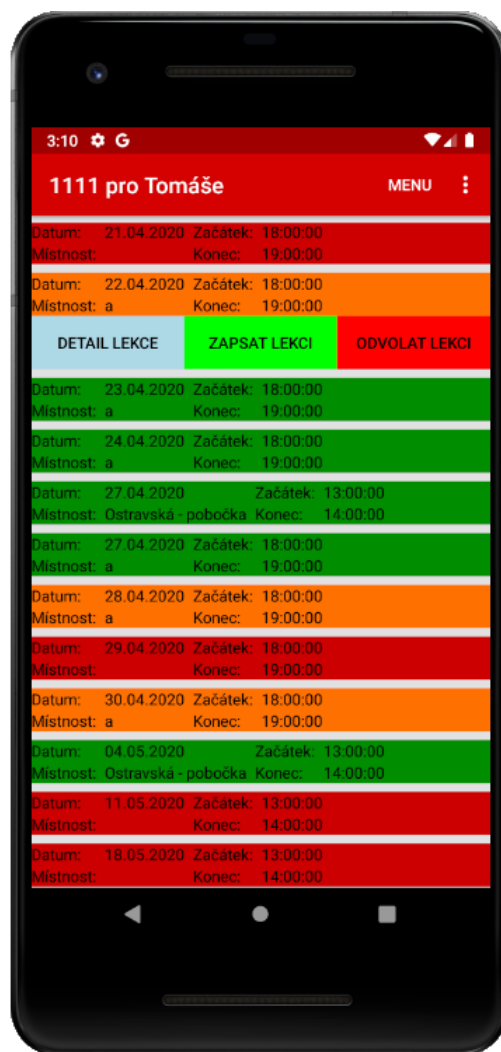 3:10 G
1111 pro Tomáše MENU
Datum: 21.04.2020 Začátek: 18:00:00
Místnost: Konec: 19:00:00
Datum: 22.04.2020 Začátek: 18:00:00
Místnost: a Konec: 19:00:00
DETAIL LEKCE ZAPSAT LEKCI ODVOLAT LEKCI
Datum: 23.04.2020 Začátek: 18:00:00
Místnost: a Konec: 19:00:00
Datum: 24.04.2020 Začátek: 18:00:00
Místnost: a Konec: 19:00:00
Datum: 27.04.2020 Začátek: 13:00:00
Místnost: Ostravská - pobočka Konec: 14:00:00
Datum: 27.04.2020 Začátek: 18:00:00
Místnost: a Konec: 19:00:00
Datum: 28.04.2020 Začátek: 18:00:00
Místnost: a Konec: 19:00:00
Datum: 29.04.2020 Začátek: 18:00:00
Místnost: Konec: 19:00:00
Datum: 30.04.2020 Začátek: 18:00:00
Místnost: a Konec: 19:00:00
Datum: 04.05.2020 Začátek: 13:00:00
Místnost: Ostravská - pobočka Konec: 14:00:00
Datum: 11.05.2020 Začátek: 13:00:00
Místnost: Konec: 14:00:00
Datum: 18.05.2020 Začátek: 13:00:00
Místnost: Konec: 14:00:00